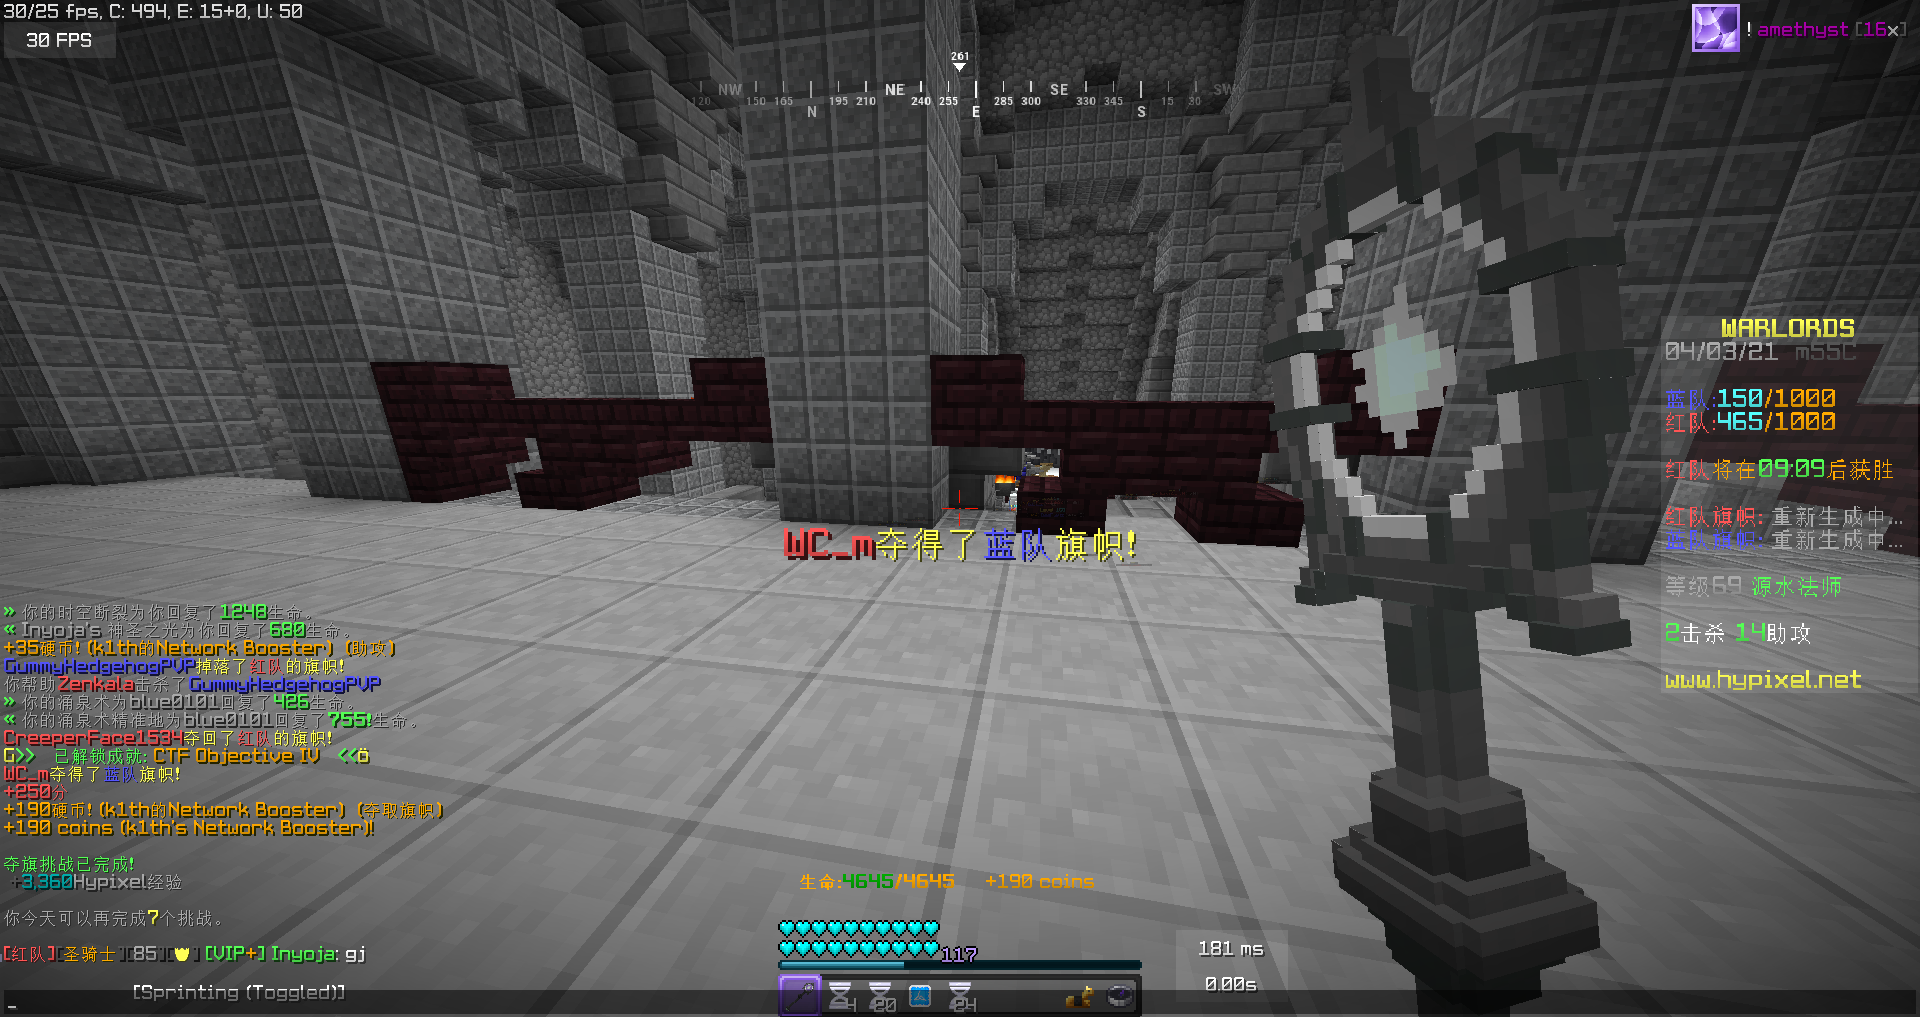 30/25 fps, C: 494, E: 15+0, U: 50
30 FPS
! amethyst [16x]
261
NW NE SE SW
120 150 165 195 210 240 255 285 300 330 345 15 30
N E S
WARLORDS
04/03/21 m55C
蓝队:150/1000
红队:465/1000
红队将在09:09后获胜
红队旗帜: 重新生成中...
蓝队旗帜: 重新生成中...
等级69 源水法师
2击杀 14助攻
www.hypixel.net
WC_m夺得了蓝队旗帜!
» 你的时空断裂为你回复了1248生命。
« Inyoja's 神圣之光为你回复了680生命。
+35硬币! (k1th的Network Booster) (助攻)
GummyHedgehogPVP掉落了红队的旗帜!
你帮助Zenkala击杀了GummyHedgehogPVP
» 你的涌泉术为blue0101回复了426生命。
« 你的涌泉术精准地为blue0101回复了755!生命。
CreeperFace1534夺回了红队的旗帜!
G>> 已解锁成就: CTF Objective IV <<ö
WC_m夺得了蓝队旗帜!
+250分
+190硬币! (k1th的Network Booster) (夺取旗帜)
+190 coins (k1th's Network Booster)!
夺旗挑战已完成!
+3,360Hypixel经验
你今天可以再完成7个挑战。
[红队][圣骑士][85][ ] [VIP+] Inyoja: gj
[Sprinting (Toggled)]
生命:4645/4645 +190 coins
117
181 ms
0.00s
4 20 24
_